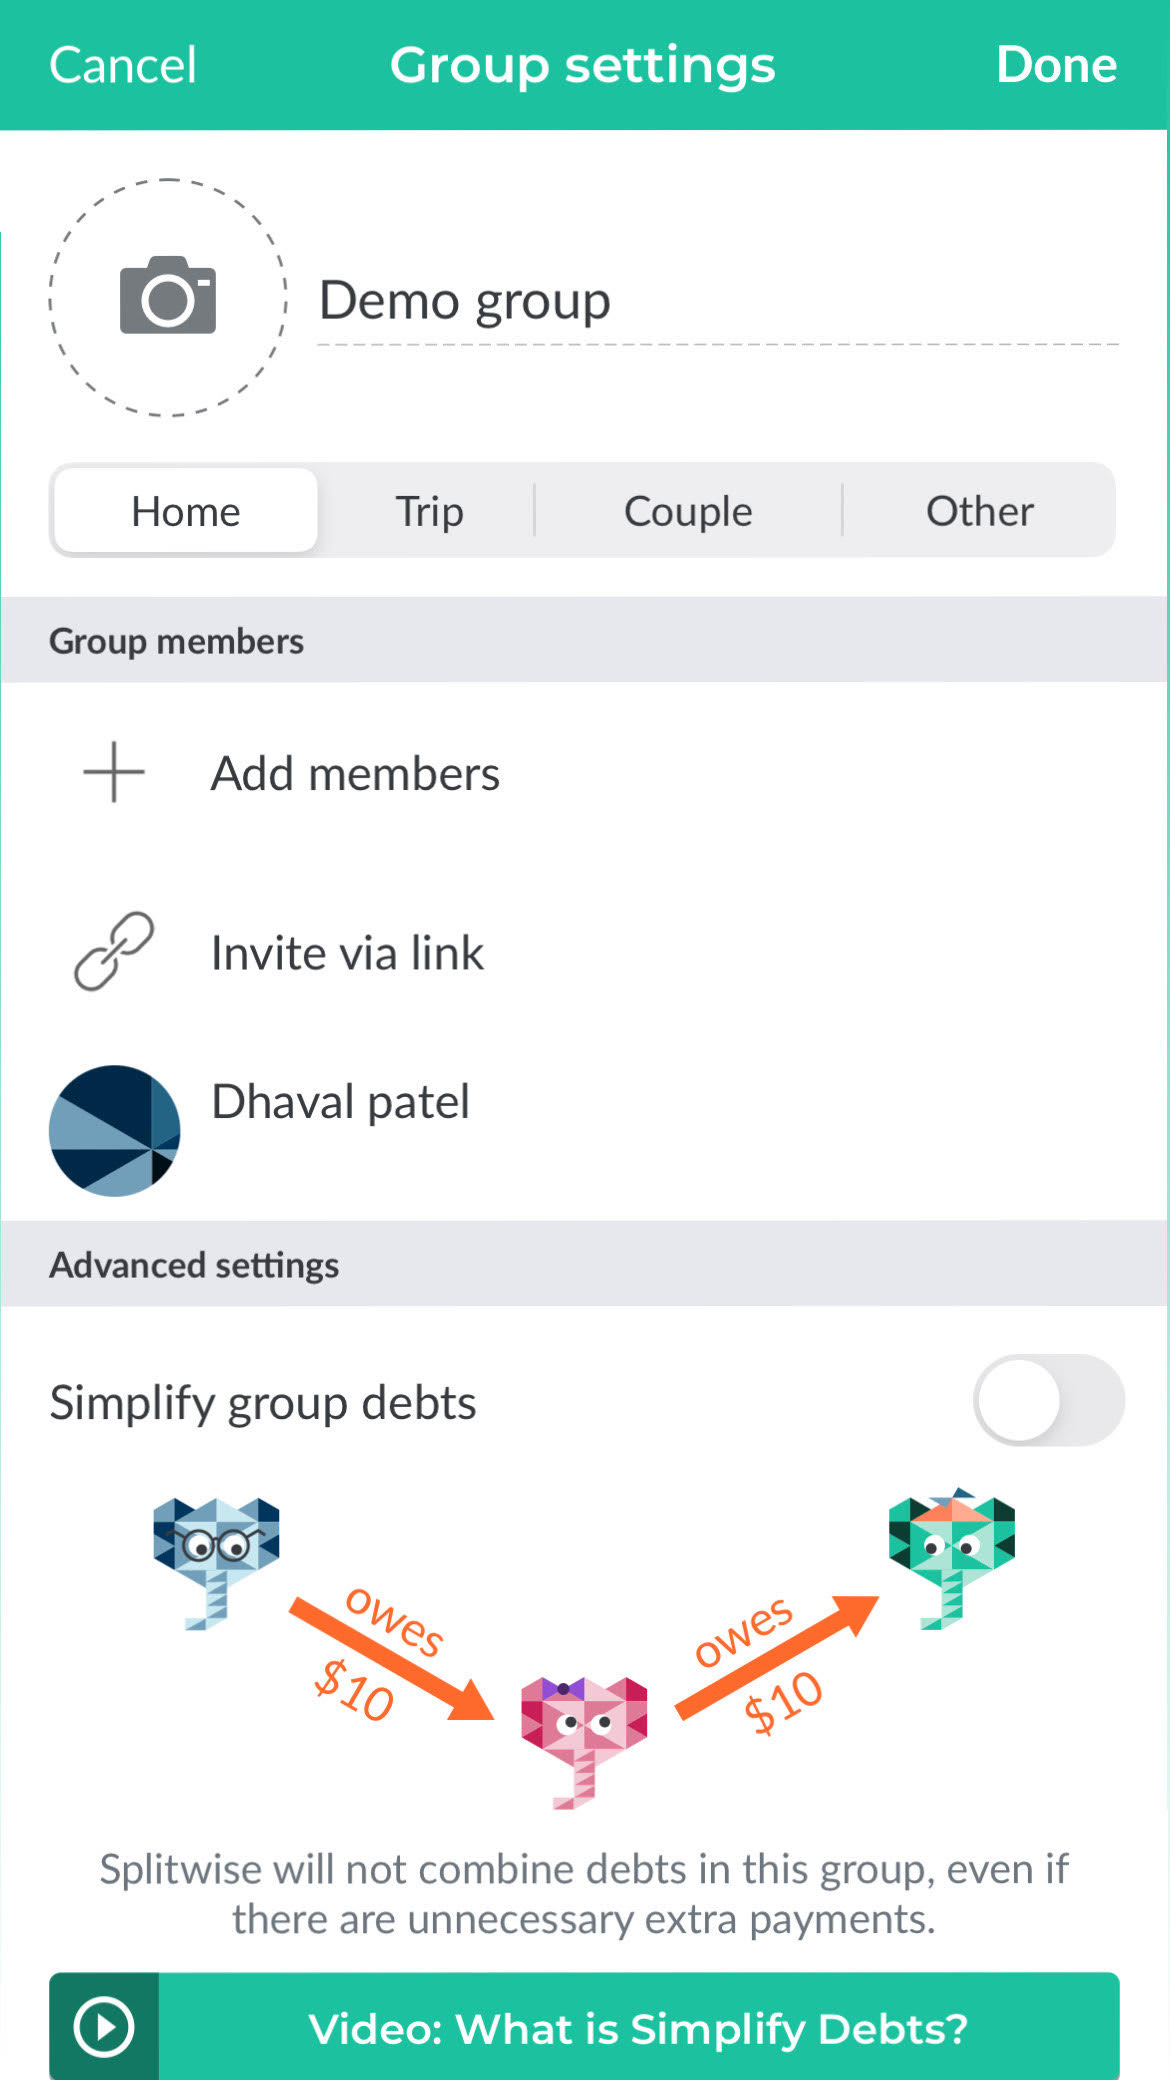 Cancel Group settings Done
Demo group
Home Trip Couple Other
Group members
Add members
Invite via link
Dhaval patel
Advanced settings
Simplify group debts
owes
$10
owes
$10
Splitwise will not combine debts in this group, even if
there are unnecessary extra payments.
Video: What is Simplify Debts?